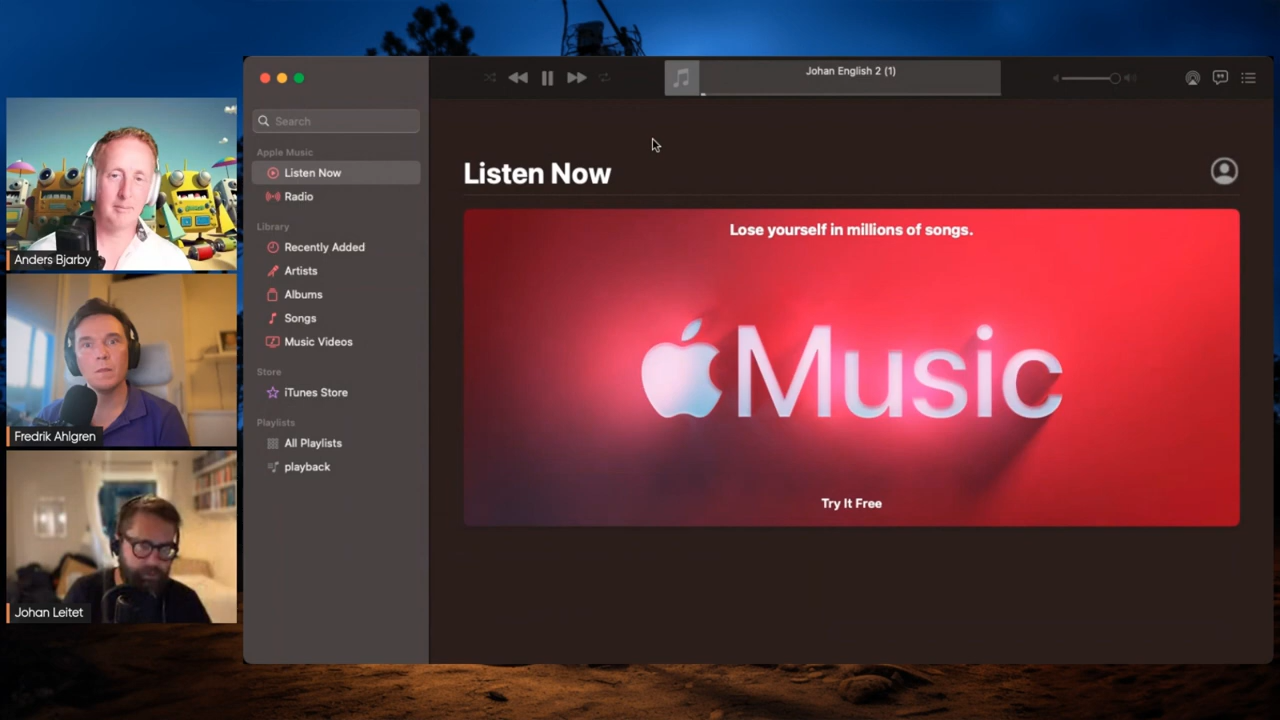 Johan English 2 (1)
Search
Apple Music
Listen Now
Radio
Library
Recently Added
Artists
Albums
Songs
Music Videos
Store
iTunes Store
Playlists
All Playlists
playback
Listen Now
Lose yourself in millions of songs.
Music
Try It Free
Anders Bjarby
Fredrik Ahlgren
Johan Leitet